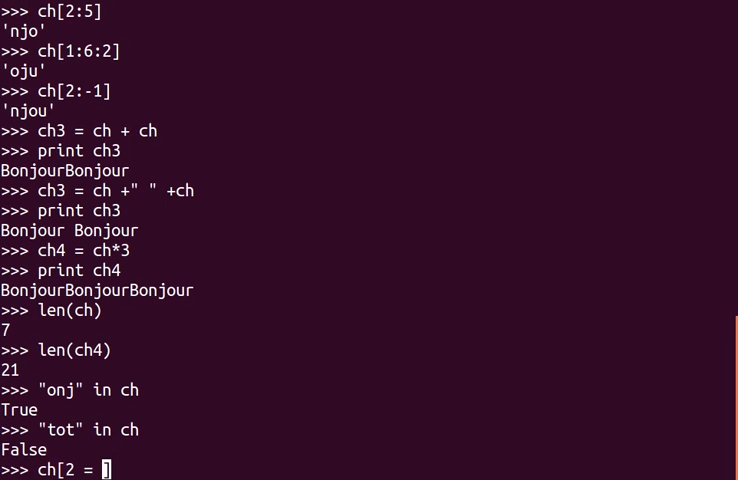 >>> ch[2:5]
'njo'
>>> ch[1:6:2]
'oju'
>>> ch[2:-1]
'njou'
>>> ch3 = ch + ch
>>> print ch3
BonjourBonjour
>>> ch3 = ch +" " +ch
>>> print ch3
Bonjour Bonjour
>>> ch4 = ch*3
>>> print ch4
BonjourBonjourBonjour
>>> len(ch)
7
>>> len(ch4)
21
>>> "onj" in ch
True
>>> "tot" in ch
False
>>> ch[2 = ]